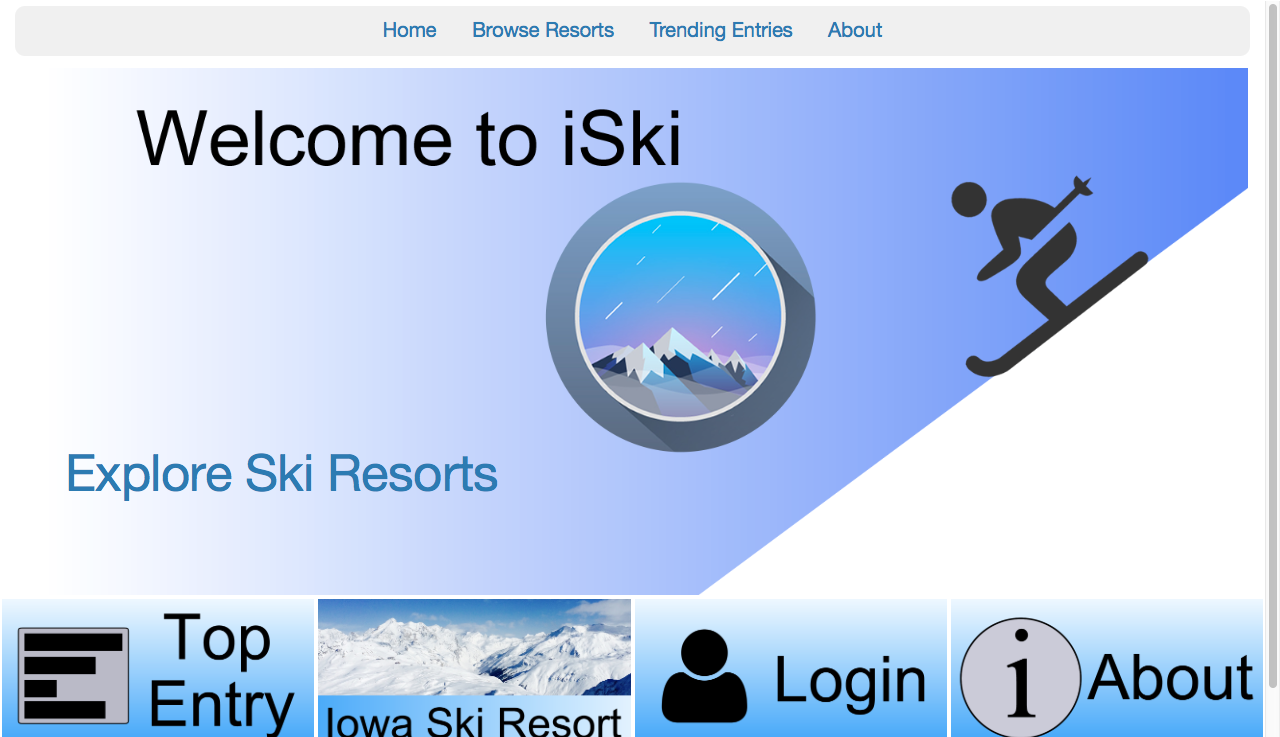 Home Browse Resorts Trending Entries About
Welcome to iSki
Explore Ski Resorts
Top
Entry
Iowa Ski Resort
Login
i About